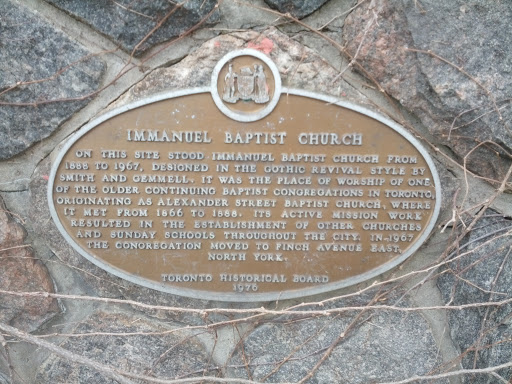 IMMANUEL BAPTIST CHURCH
ON THIS SITE STOOD IMMANUEL BAPTIST CHURCH FROM
1888 TO 1967, DESIGNED IN THE GOTHIC REVIVAL STYLE BY
SMITH AND GEMMELL. IT WAS THE PLACE OF WORSHIP OF ONE
OF THE OLDER CONTINUING BAPTIST CONGREGATIONS IN TORONTO,
ORIGINATING AS ALEXANDER STREET BAPTIST CHURCH, WHERE
IT MET FROM 1866 TO 1888. ITS ACTIVE MISSION WORK
RESULTED IN THE ESTABLISHMENT OF OTHER CHURCHES
AND SUNDAY SCHOOLS THROUGHOUT THE CITY. IN 1967
THE CONGREGATION MOVED TO FINCH AVENUE EAST,
NORTH YORK.
TORONTO HISTORICAL BOARD
1976